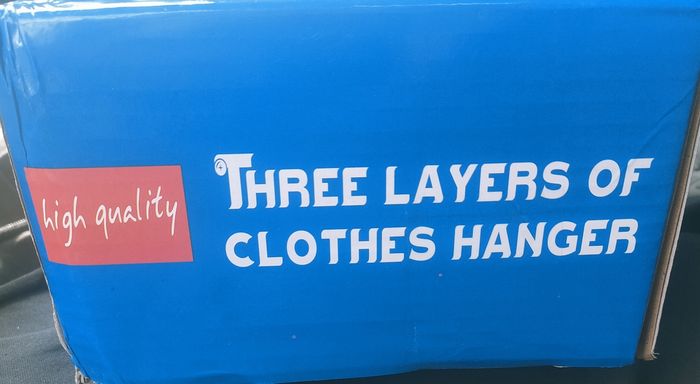 high quality
THREE LAYERS OF
CLOTHES HANGER